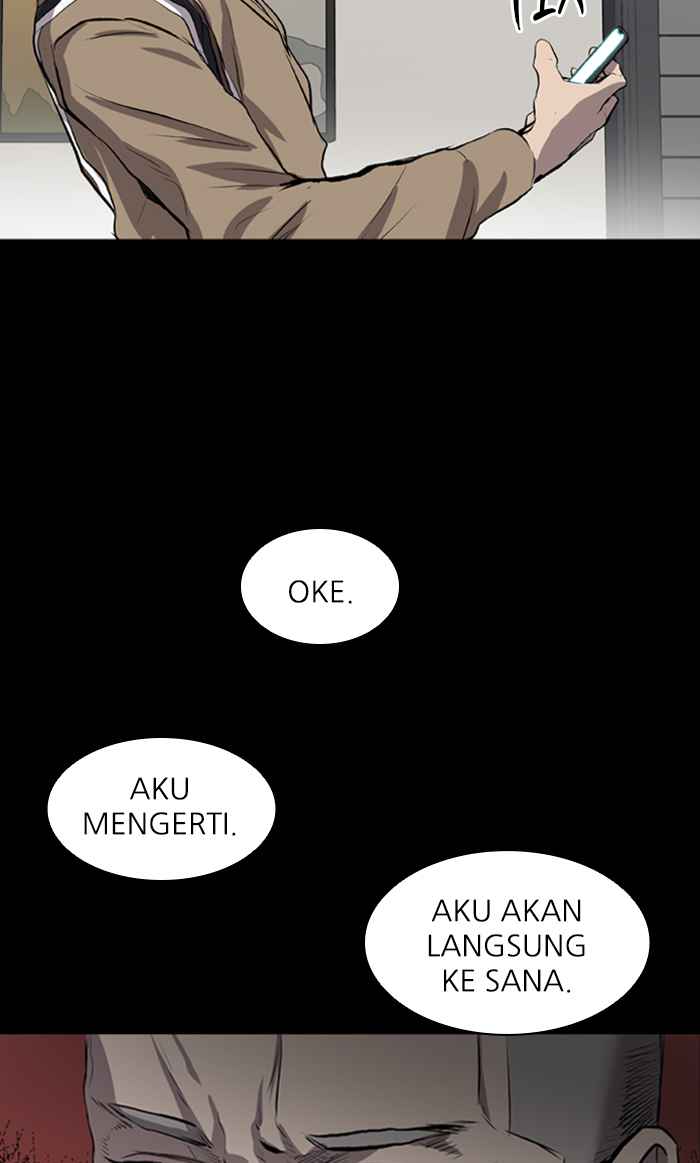 OKE.
AKU
MENGERTI.
AKU AKAN
LANGSUNG
KE SANA.